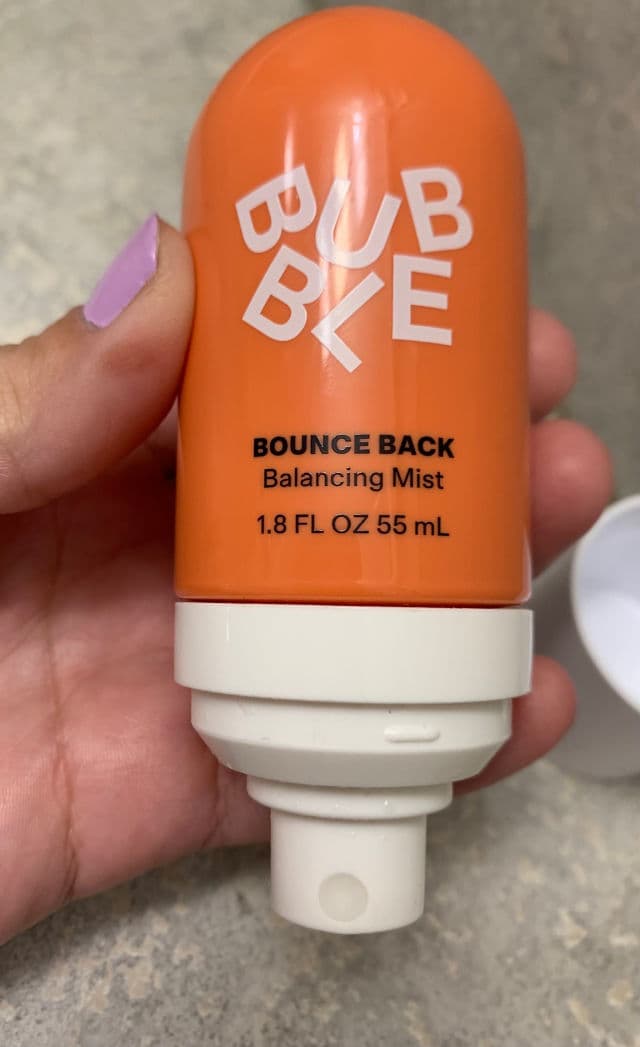 BUB
BLE
BOUNCE BACK
Balancing Mist
1.8 FL OZ 55 mL